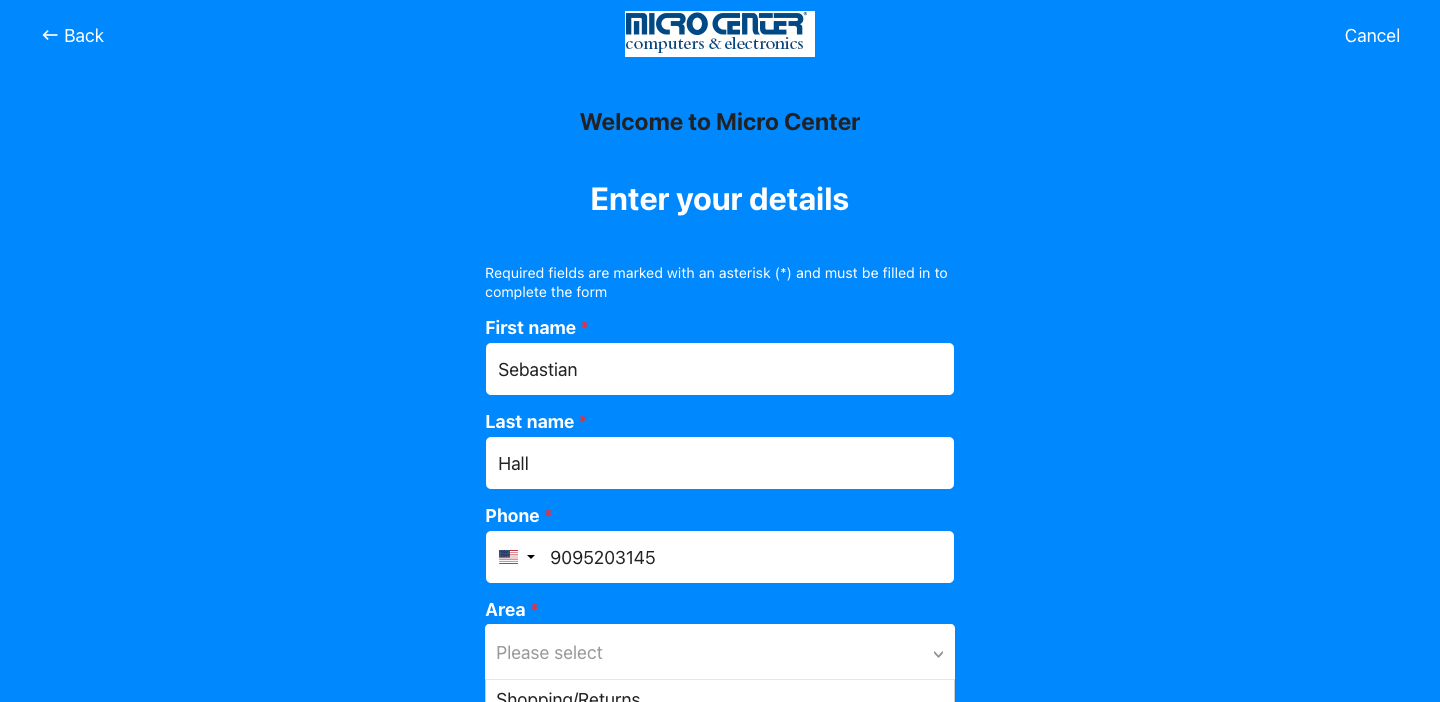 ← Back
MICRO CENTER
computers & electronics
Cancel
Welcome to Micro Center
Enter your details
Required fields are marked with an asterisk (*) and must be filled in to
complete the form
First name *
Sebastian
Last name *
Hall
Phone *
9095203145
Area *
Please select
Shopping/Returns